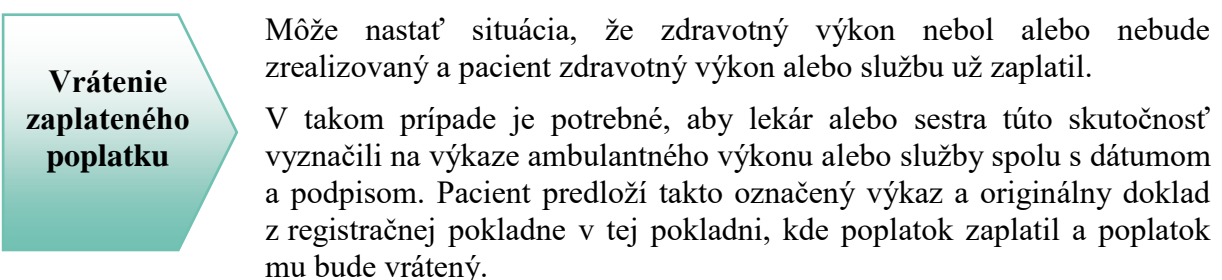 Vrátenie
zaplateného
poplatku
Môže nastať situácia, že zdravotný výkon nebol alebo nebude
zrealizovaný a pacient zdravotný výkon alebo službu už zaplatil.
V takom prípade je potrebné, aby lekár alebo sestra túto skutočnosť
vyznačili na výkaze ambulantného výkonu alebo služby spolu s dátumom
a podpisom. Pacient predloží takto označený výkaz a originálny doklad
z registračnej pokladne v tej pokladni, kde poplatok zaplatil a poplatok
mu bude vrátený.